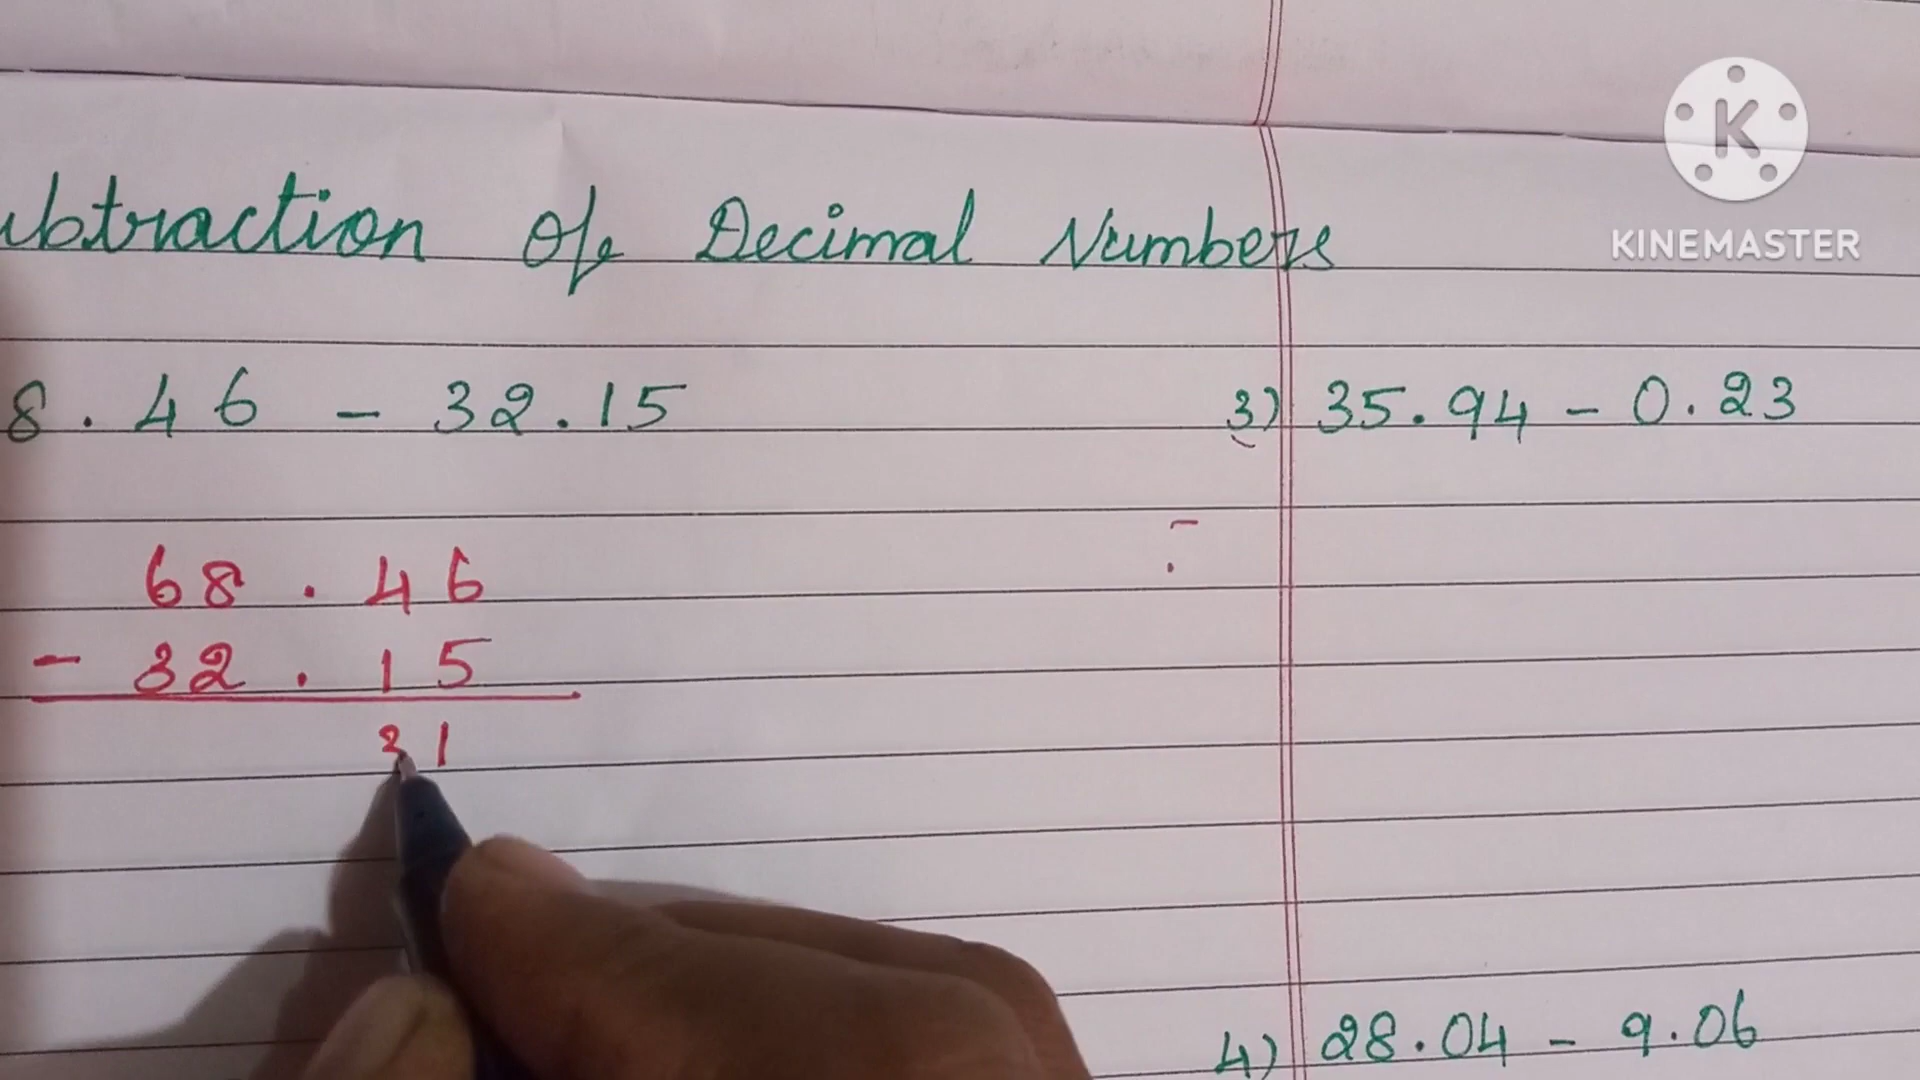 ubtraction Of Decimal Numbers
8.46 - 32.15
68.46
- 32.15
31
3) 35.94 - 0.23
4) 28.04 - 9.06
K
KINEMASTER